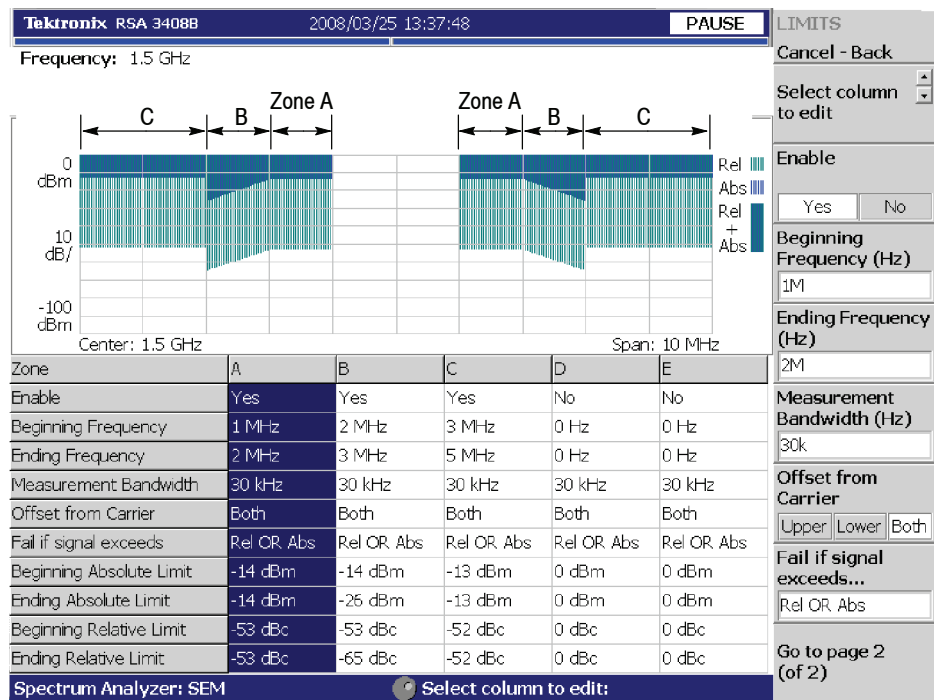 Tektronix RSA 3408B 2008/03/25 13:37:48 PAUSE
Frequency: 1.5 GHz
C B Zone A Zone A B C
0
dBm
10
dB/
-100
dBm
Rel
Abs
Rel
+
Abs
Center: 1.5 GHz Span: 10 MHz
Zone A B C D E
Enable Yes Yes Yes No No
Beginning Frequency 1 MHz 2 MHz 3 MHz 0 Hz 0 Hz
Ending Frequency 2 MHz 3 MHz 5 MHz 0 Hz 0 Hz
Measurement Bandwidth 30 kHz 30 kHz 30 kHz 30 kHz 30 kHz
Offset from Carrier Both Both Both Both Both
Fail if signal exceeds Rel OR Abs Rel OR Abs Rel OR Abs Rel OR Abs Rel OR Abs
Beginning Absolute Limit -14 dBm -14 dBm -13 dBm 0 dBm 0 dBm
Ending Absolute Limit -14 dBm -26 dBm -13 dBm 0 dBm 0 dBm
Beginning Relative Limit -53 dBc -53 dBc -52 dBc 0 dBc 0 dBc
Ending Relative Limit -53 dBc -65 dBc -52 dBc 0 dBc 0 dBc
Spectrum Analyzer: SEM Select column to edit:
LIMITS
Cancel - Back
Select column
to edit
Enable
Yes No
Beginning
Frequency (Hz)
1M
Ending Frequency
(Hz)
2M
Measurement
Bandwidth (Hz)
30k
Offset from
Carrier
Upper Lower Both
Fail if signal
exceeds...
Rel OR Abs
Go to page 2
(of 2)